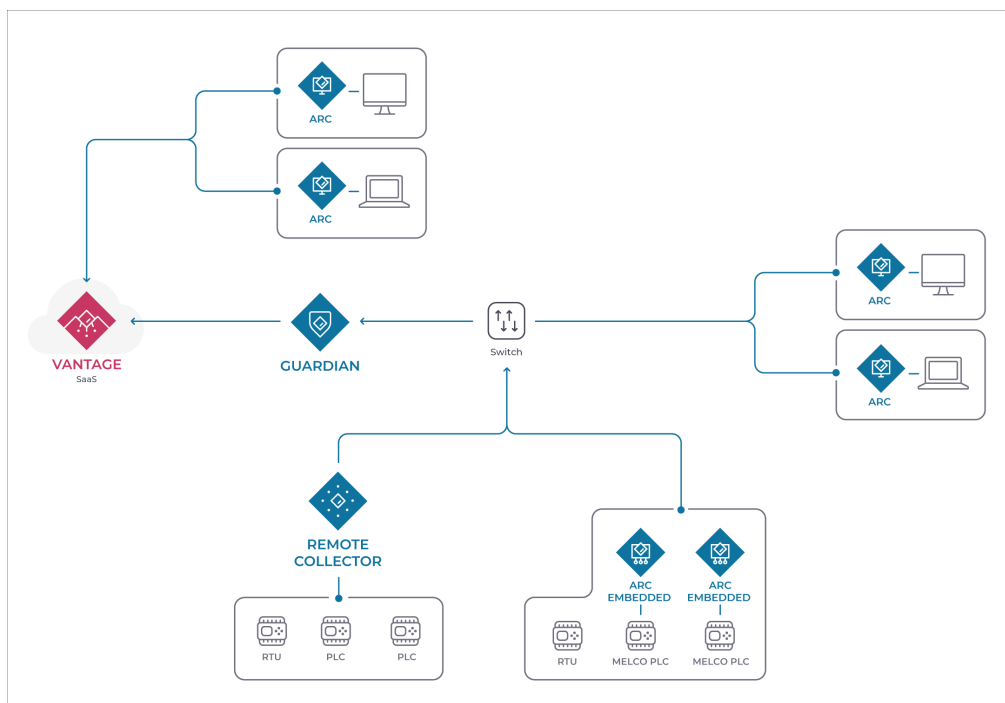 ARC
ARC
ARC
ARC
VANTAGE
SaaS
GUARDIAN
Switch
REMOTE
COLLECTOR
RTU
PLC
PLC
ARC
EMBEDDED
ARC
EMBEDDED
RTU
MELCO PLC
MELCO PLC